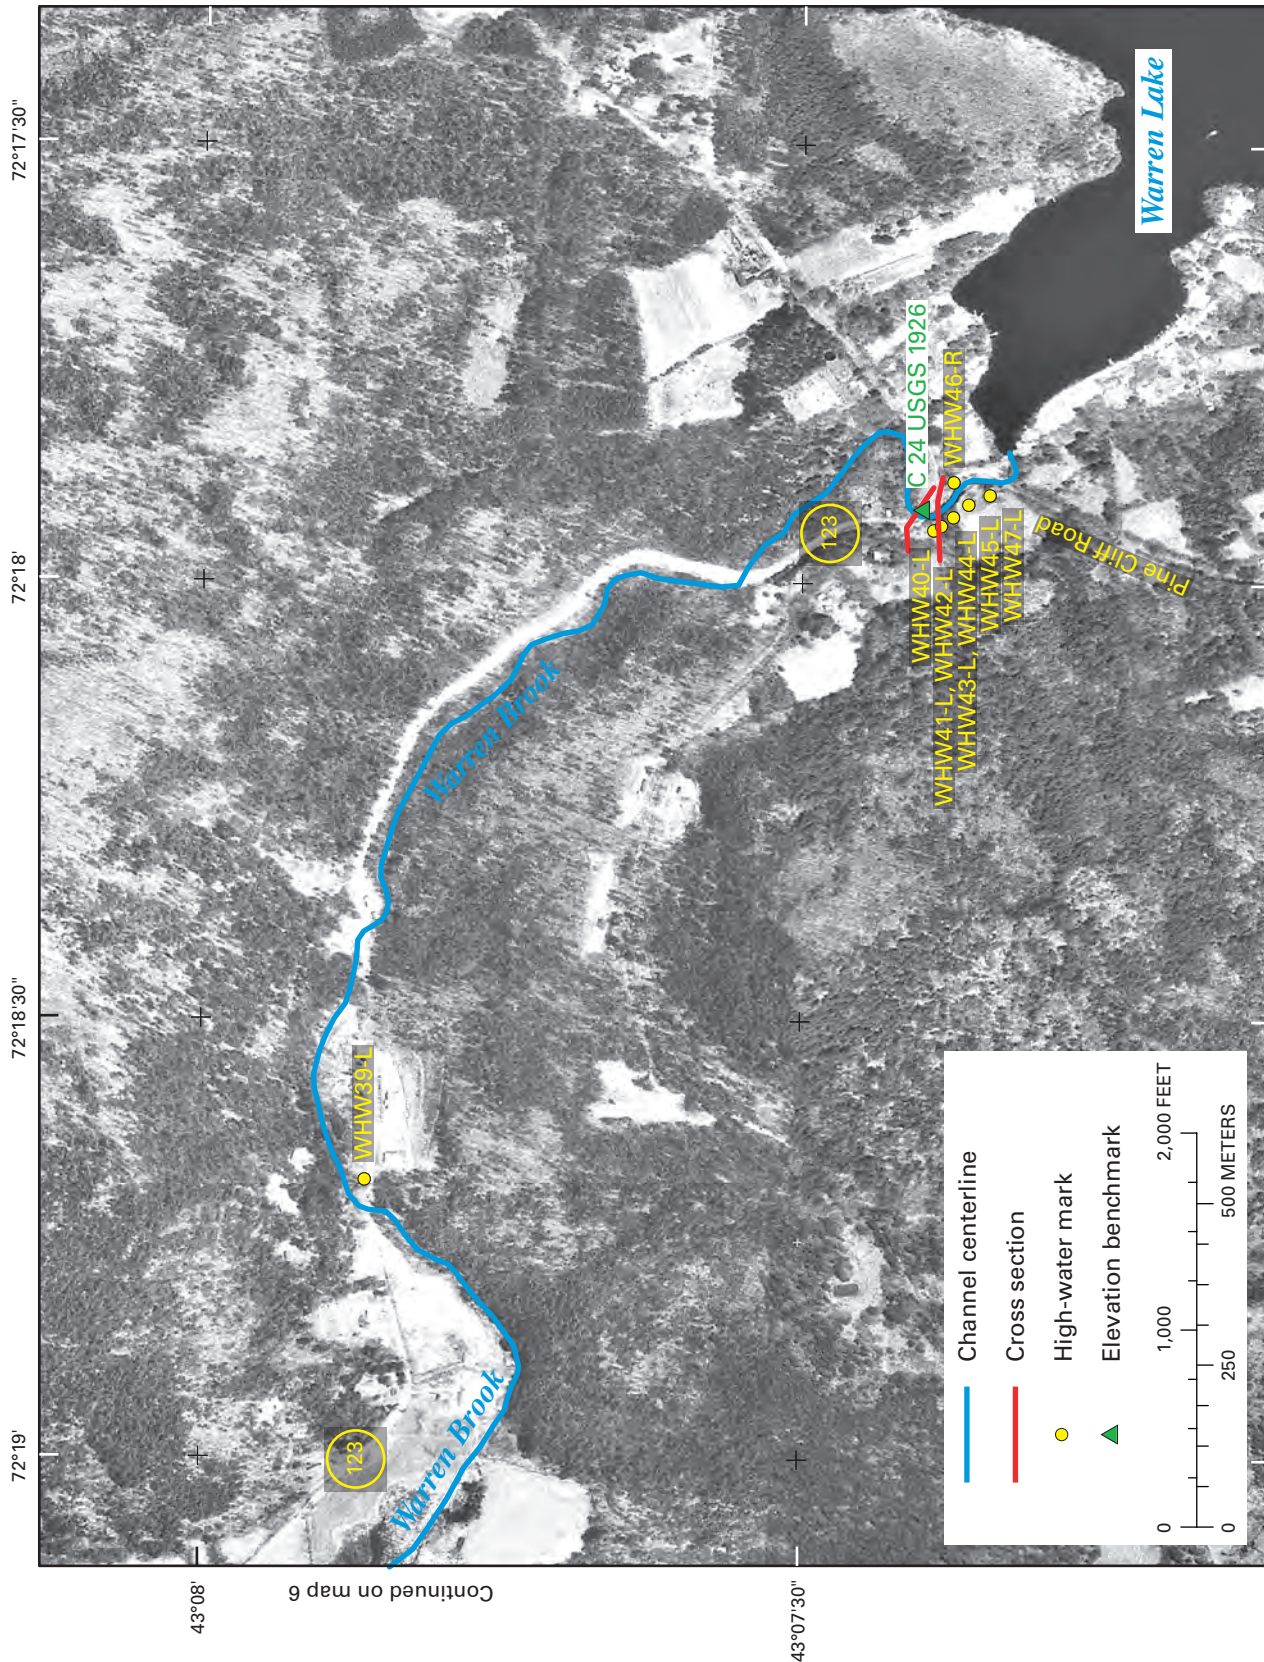 72°19'
72°18'30"
72°18'
72°17'30"
43°08'
43°07'30"
Continued on map 6
123
Warren Brook
WHW39-L
Warren Brook
123
C 24 USGS 1926
WHW46-R
WHW40-L
WHW41-L, WHW42-L
WHW43-L, WHW44-L
WHW45-L
WHW47-L
Pine Cliff Road
Warren Lake
Channel centerline
Cross section
High-water mark
Elevation benchmark
0 1,000 2,000 FEET
0 250 500 METERS